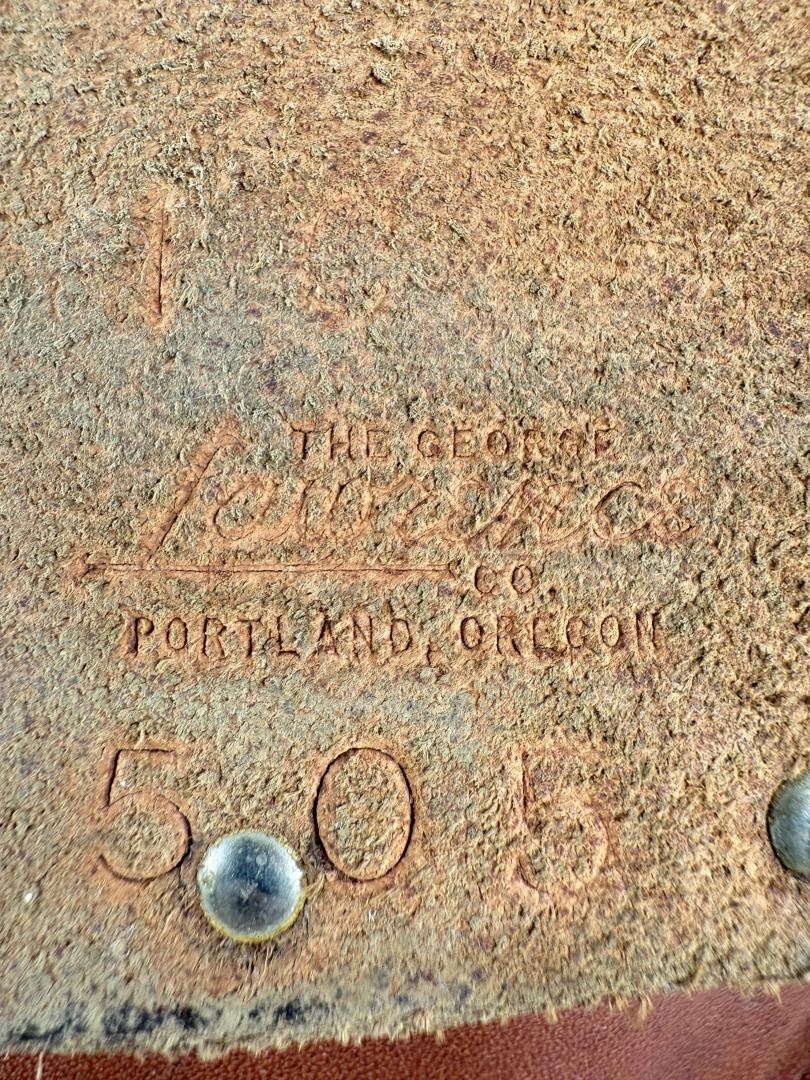 1
THE GEORGE
Lawrence
CO.
PORTLAND, OREGON
505